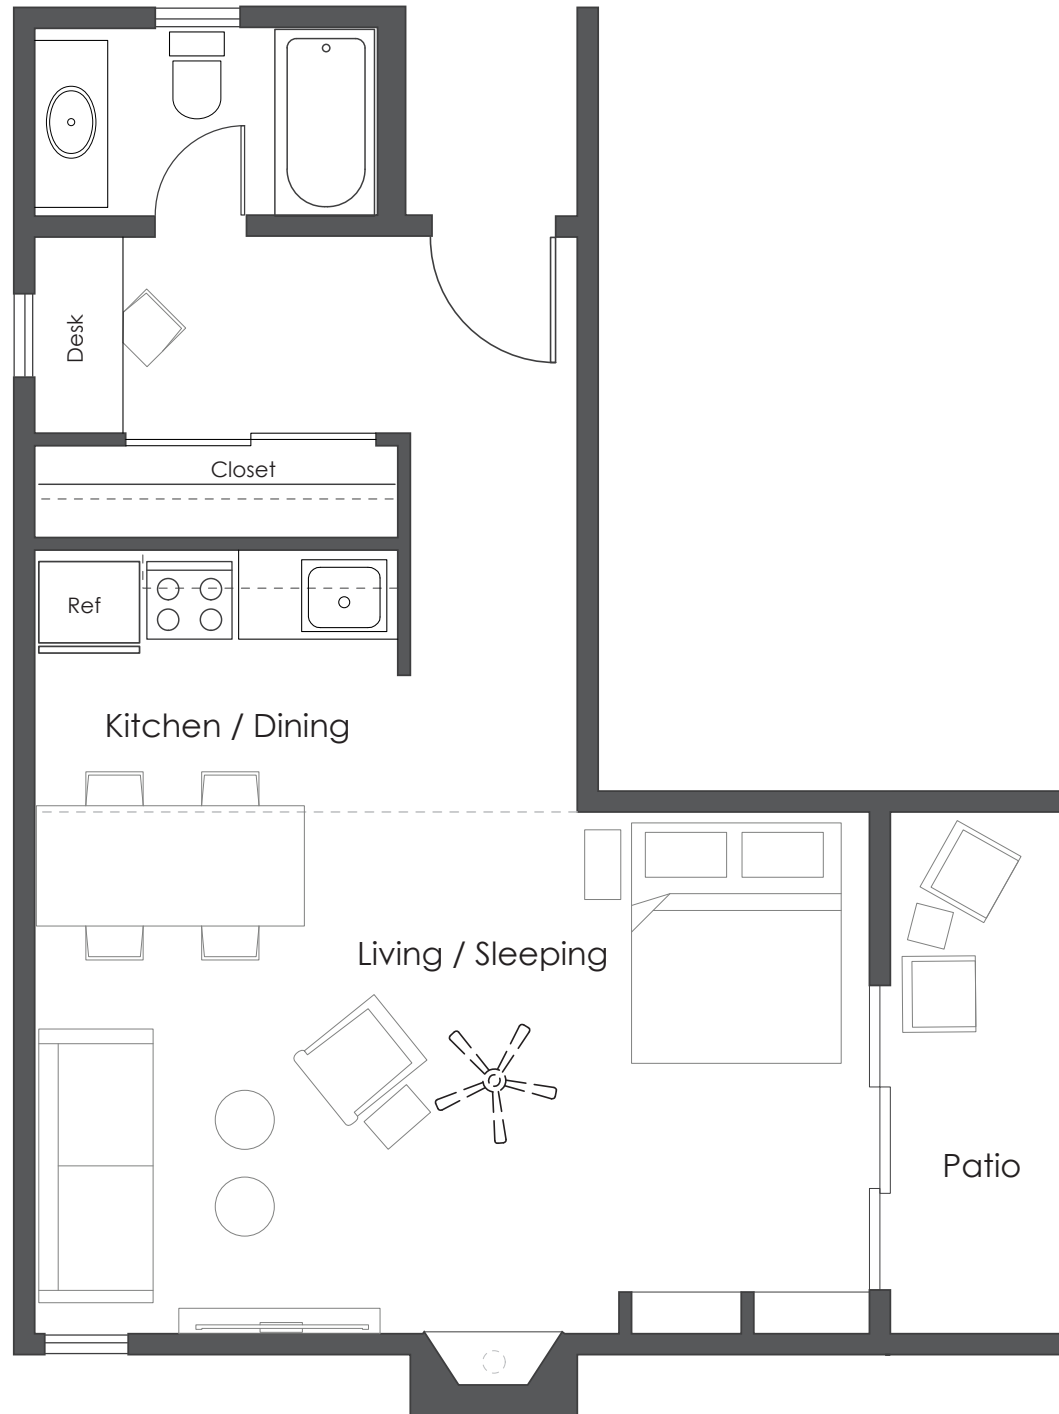 Desk
Closet
Ref
Kitchen / Dining
Living / Sleeping
Patio